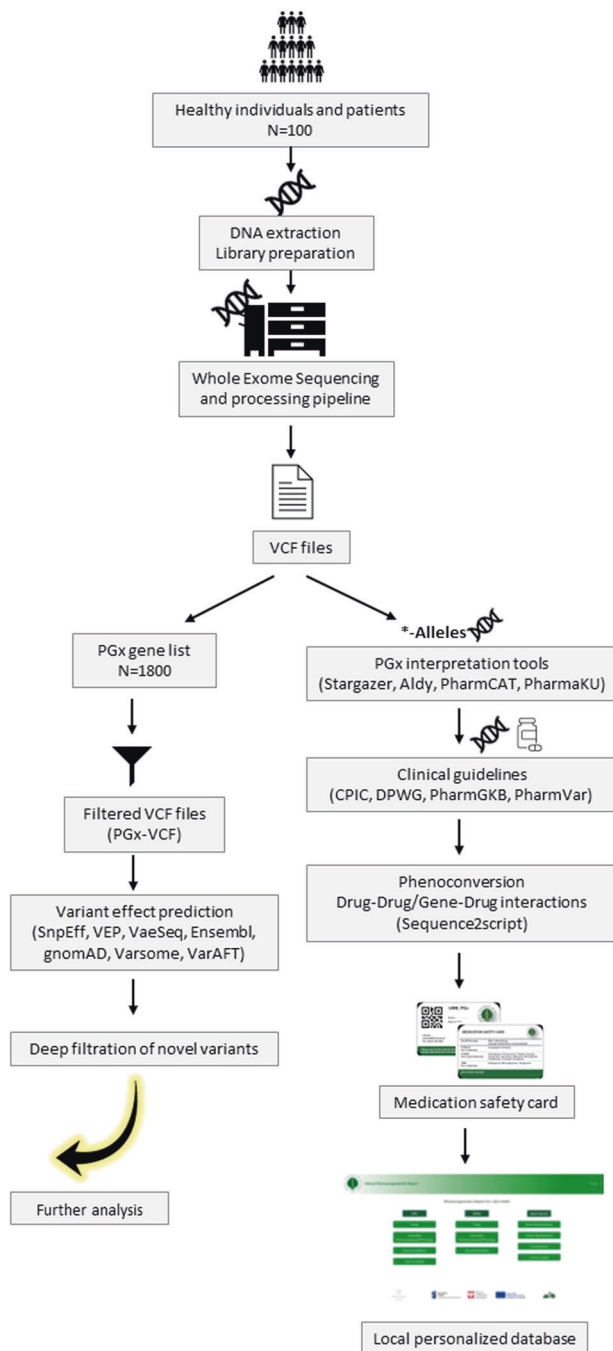 Healthy individuals and patients
N=100
DNA extraction
Library preparation
Whole Exome Sequencing
and processing pipeline
VCF files
PGx gene list
N=1800
Filtered VCF files
(PGx-VCF)
Variant effect prediction
(SnpEff, VEP, VaeSeq, Ensembl,
gnomAD, Varsome, VarAFT)
Deep filtration of novel variants
Further analysis
*-Alleles
PGx interpretation tools
(Stargazer, Aldy, PharmCAT, PharmaKU)
Clinical guidelines
(CPIC, DPWG, PharmGKB, PharmVar)
Phenoconversion
Drug-Drug/Gene-Drug interactions
(Sequence2script)
MEDICATION SAFETY CARD
Medication safety card
Local personalized database